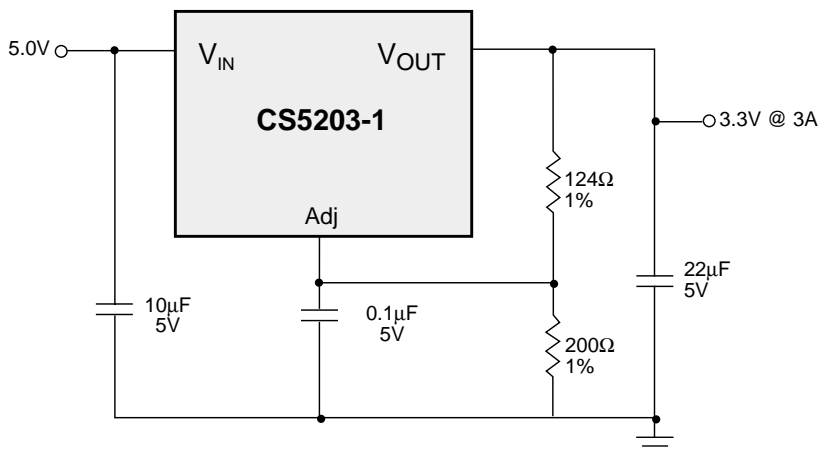 5.0V
V_IN
V_OUT
CS5203-1
Adj
3.3V @ 3A
124Ω
1%
10µF
5V
0.1µF
5V
22µF
5V
200Ω
1%